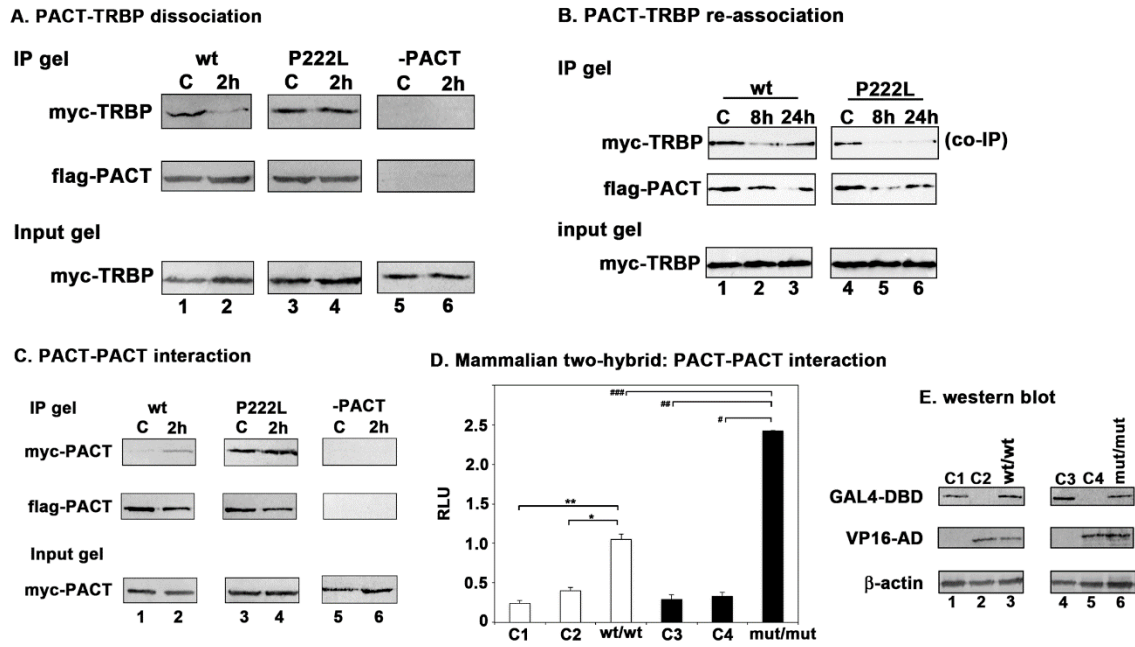 A. PACT-TRBP dissociation
IP gel
wt P222L -PACT
C 2h C 2h C 2h
myc-TRBP
flag-PACT
Input gel
myc-TRBP
1 2 3 4 5 6
B. PACT-TRBP re-association
IP gel
wt P222L
C 8h 24h C 8h 24h
myc-TRBP (co-IP)
flag-PACT
input gel
myc-TRBP
1 2 3 4 5 6
C. PACT-PACT interaction
IP gel wt P222L -PACT
C 2h C 2h C 2h
myc-PACT
flag-PACT
Input gel
myc-PACT
1 2 3 4 5 6
D. Mammalian two-hybrid: PACT-PACT interaction
###
##
#
**
*
RLU
2.5
2.0
1.5
1.0
0.5
0
C1 C2 wt/wt C3 C4 mut/mut
E. western blot
C1 C2 wt/wt C3 C4 mut/mut
GAL4-DBD
VP16-AD
β-actin
1 2 3 4 5 6